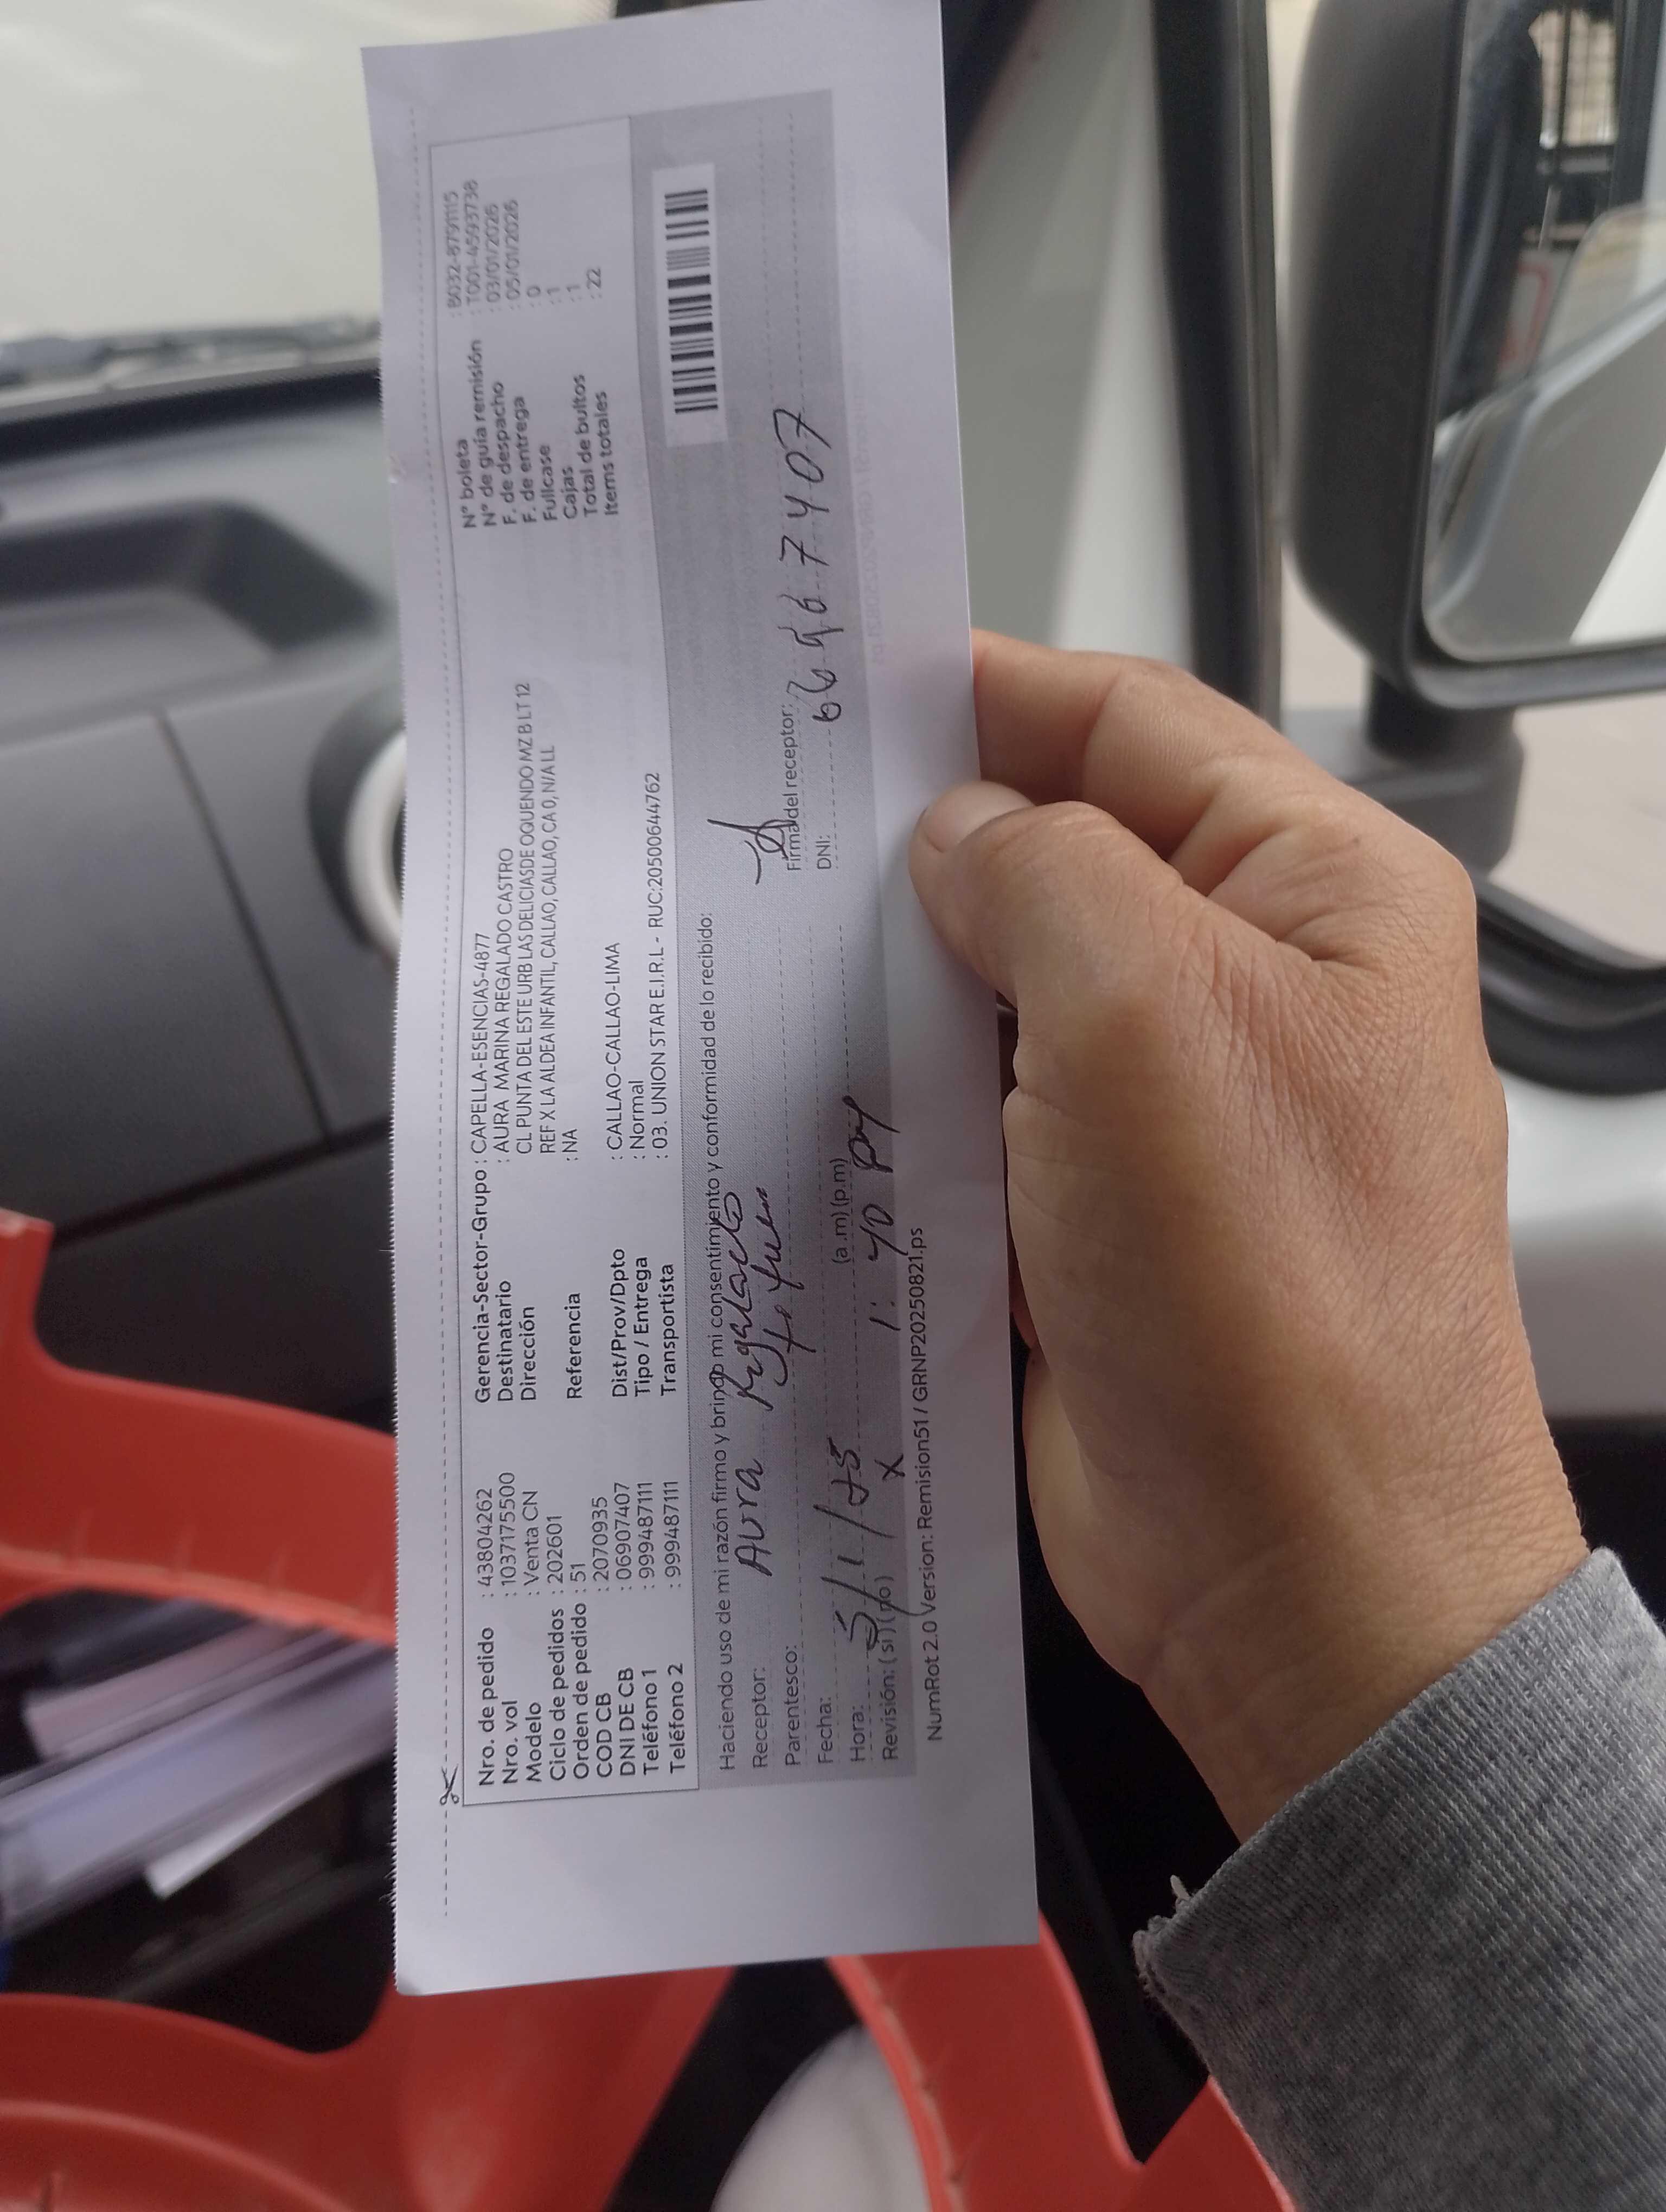 Nro. de pedido : 43804262
Nro. vol : 1037175500
Modelo : Venta CN
Ciclo de pedidos : 202601
Orden de pedido : 51
COD CB : 2070935
DNI DE CB : 06907407
Teléfono 1 : 999487111
Teléfono 2 : 999487111
Gerencia-Sector-Grupo : CAPELLA-ESENCIAS-4877
Destinatario : AURA MARINA REGALADO CASTRO
Dirección CL PUNTA DEL ESTE URB LAS DELICIAS DE OQUENDO MZ B LT 12
REF X LA ALDEA INFANTIL, CALLAO, CALLAO, CA 0, N/A LL
Referencia : NA
Dist/Prov/Dpto : CALLAO-CALLAO-LIMA
Tipo / Entrega : Normal
Transportista : 03. UNION STAR E.I.R.L - RUC:20500644762
N° boleta : B032-8791115
N° de guía remisión : T001-4593738
F. de despacho : 03/01/2026
F. de entrega : 05/01/2026
Fullcase : 0
Cajas : 1
Total de bultos : 1
Items totales : 22
Haciendo uso de mi razón firmo y brindo mi consentimiento y conformidad de lo recibido:
Receptor: Aura Regalado
Parentesco:
Fecha: 5/1/
Hora: 1:40 PM (a.m) (p.m)
Revisión: ( si ) ( no ) X
Firma del receptor:
DNI: 7407
NumRot 2.0 Version: Remision51 / GRNP20250821.ps